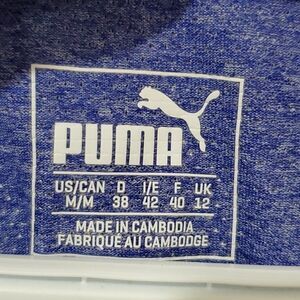 PUMA
US/CAN D I/E F UK
M/M 38 42 40 12
MADE IN CAMBODIA
FABRIQUÉ AU CAMBODGE